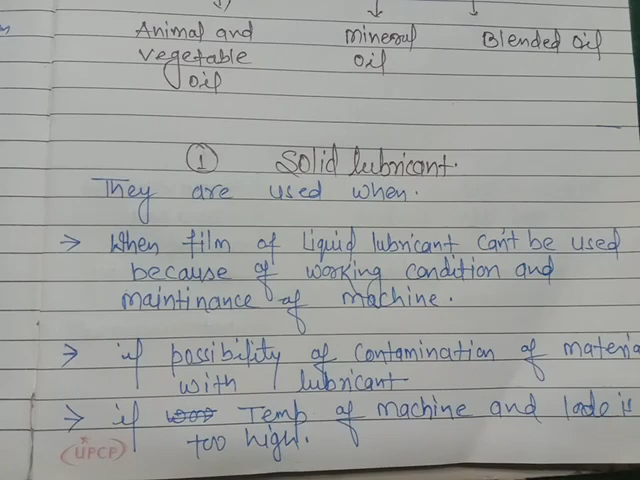 Animal and mineral Blended oil
vegetable oil
oil
① Solid lubricant.
They are used when.
→ When film of Liquid lubricant can't be used
because of working condition and
maintinance of machine.
→ if possibility of contamination of materia
with lubricant
→ if Temp of machine and lode is
too high.
UPCP